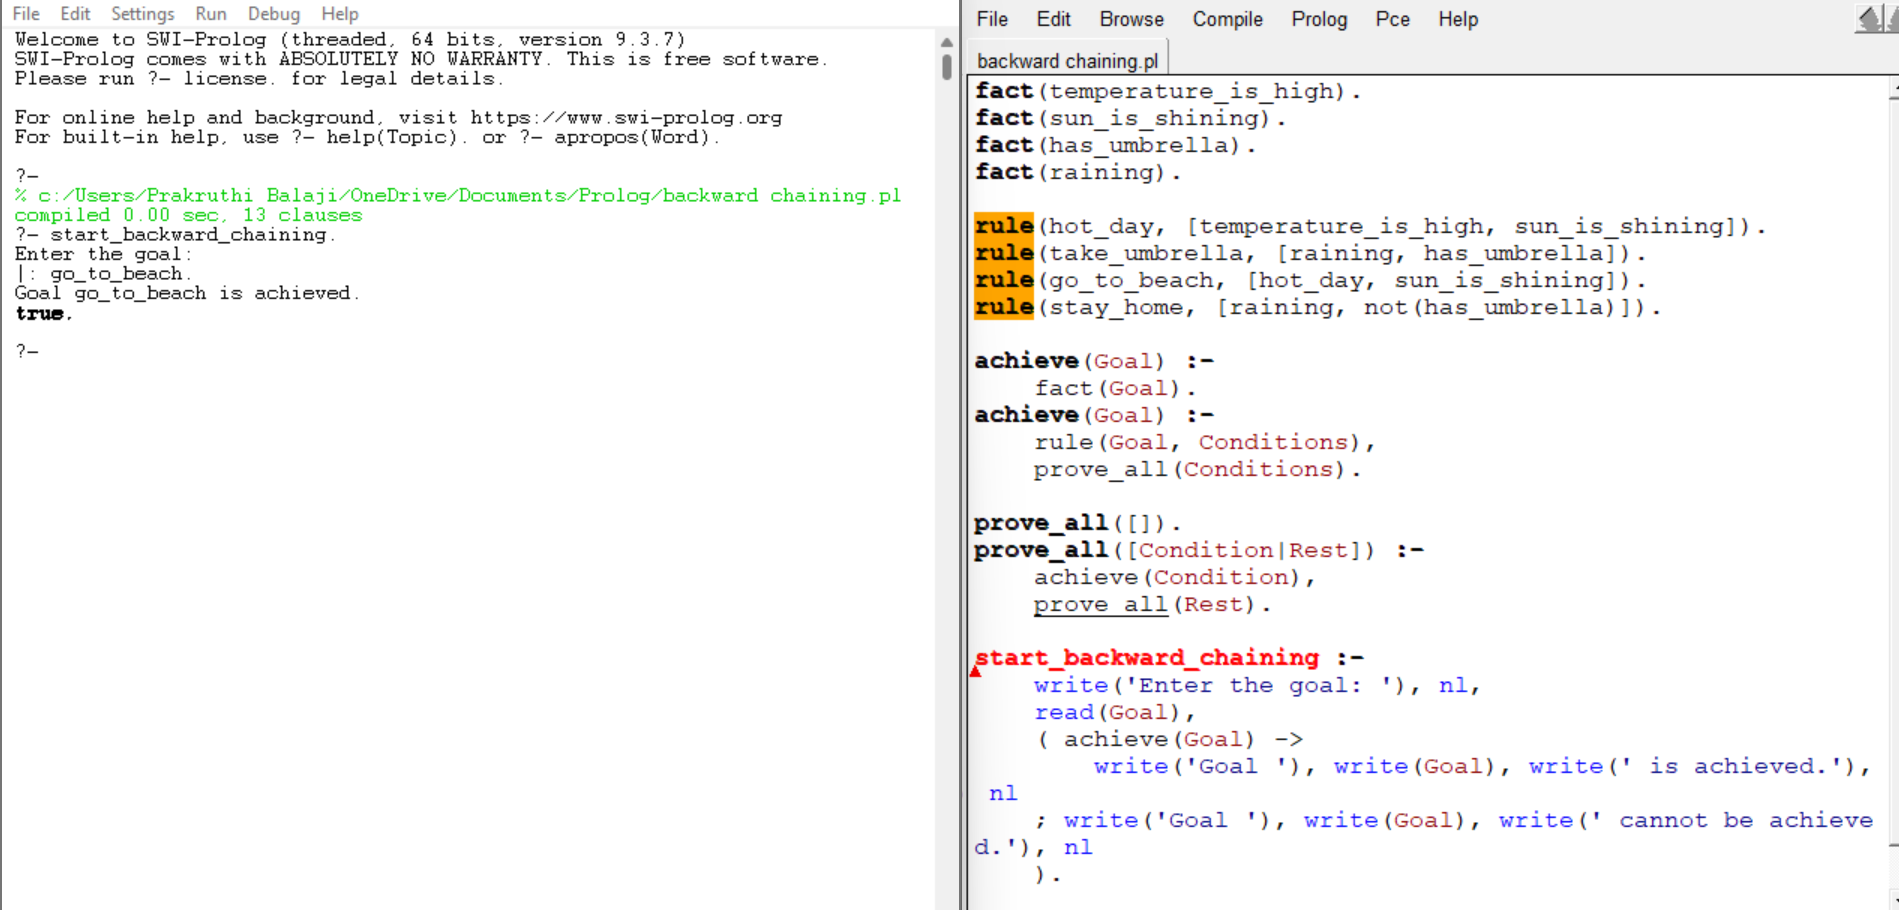 File Edit Settings Run Debug Help
Welcome to SWI-Prolog (threaded, 64 bits, version 9.3.7)
SWI-Prolog comes with ABSOLUTELY NO WARRANTY. This is free software.
Please run ?- license. for legal details.
For online help and background, visit https://www.swi-prolog.org
For built-in help, use ?- help(Topic). or ?- apropos(Word).
?-
% c:/Users/Prakruthi Balaji/OneDrive/Documents/Prolog/backward chaining.pl
compiled 0.00 sec, 13 clauses
?- start_backward_chaining.
Enter the goal:
|: go_to_beach.
Goal go_to_beach is achieved.
true.
?-
File Edit Browse Compile Prolog Pce Help
backward chaining.pl
fact(temperature_is_high).
fact(sun_is_shining).
fact(has_umbrella).
fact(raining).
rule(hot_day, [temperature_is_high, sun_is_shining]).
rule(take_umbrella, [raining, has_umbrella]).
rule(go_to_beach, [hot_day, sun_is_shining]).
rule(stay_home, [raining, not(has_umbrella)]).
achieve(Goal) :-
    fact(Goal).
achieve(Goal) :-
    rule(Goal, Conditions),
    prove_all(Conditions).
prove_all([]).
prove_all([Condition|Rest]) :-
    achieve(Condition),
    prove_all(Rest).
start_backward_chaining :-
    write('Enter the goal: '), nl,
    read(Goal),
    ( achieve(Goal) ->
        write('Goal '), write(Goal), write(' is achieved.'),
 nl
    ; write('Goal '), write(Goal), write(' cannot be achieve
d.'), nl
    ).